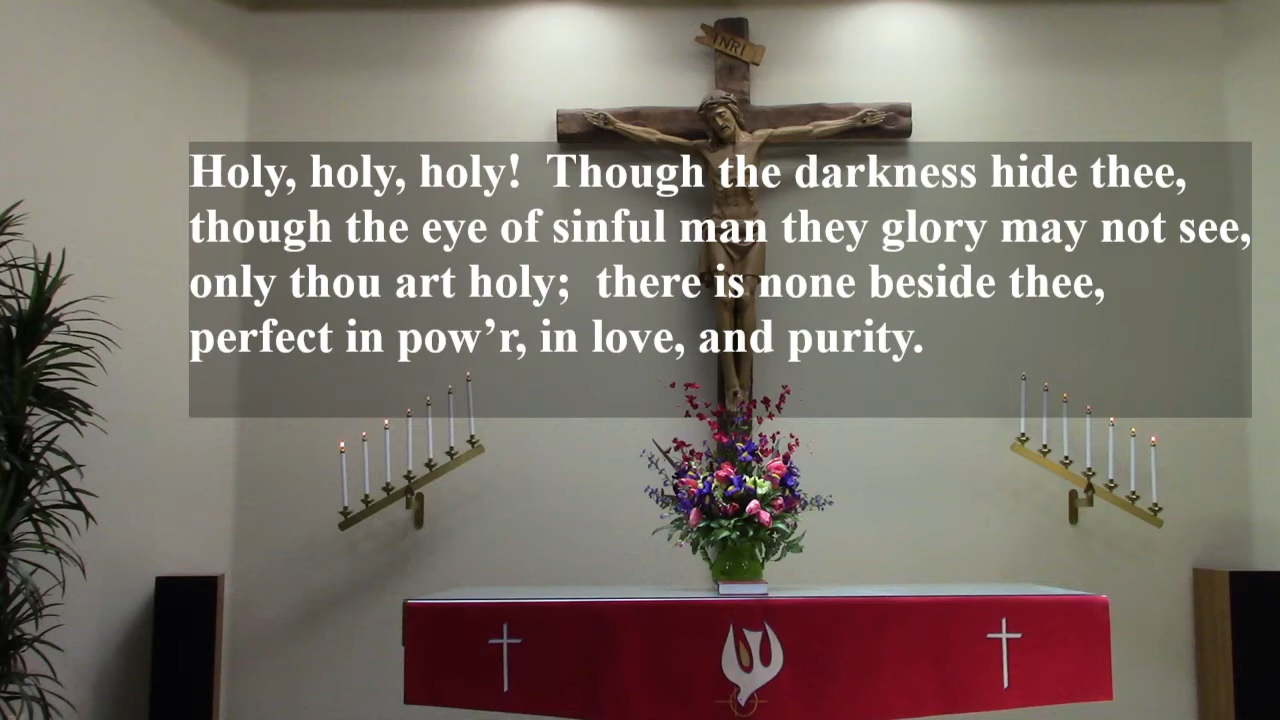 INRI
Holy, holy, holy!  Though the darkness hide thee,
though the eye of sinful man they glory may not see,
only thou art holy;  there is none beside thee,
perfect in pow’r, in love, and purity.